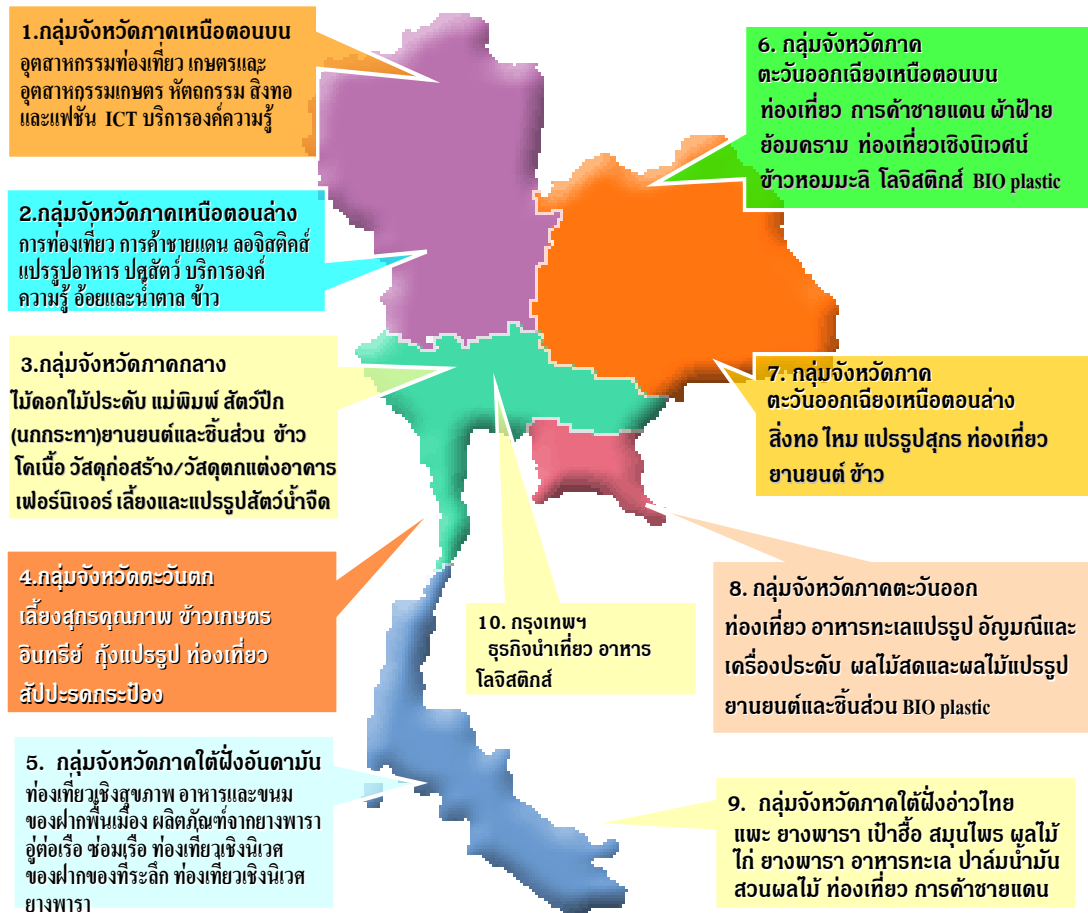 1.กลุ่มจังหวัดภาคเหนือตอนบน
อุตสาหกรรมท่องเที่ยว เกษตรและ
อุตสาหกรรมเกษตร หัตถกรรม สิ่งทอ
และแฟชัน ICT บริการองค์ความรู้
2.กลุ่มจังหวัดภาคเหนือตอนล่าง
การท่องเที่ยว การค้าชายแดน ลอจิสติคส์
แปรรูปอาหาร ปศุสัตว์ บริการองค์
ความรู้ อ้อยและน้ำตาล ข้าว
3.กลุ่มจังหวัดภาคกลาง
ไม้ดอกไม้ประดับ แม่พิมพ์ สัตว์ปีก
(นกกระทา)ยานยนต์และชิ้นส่วน ข้าว
โคเนื้อ วัสดุก่อสร้าง/วัสดุตกแต่งอาคาร
เฟอร์นิเจอร์ เลี้ยงและแปรรูปสัตว์น้ำจืด
4.กลุ่มจังหวัดตะวันตก
เลี้ยงสุกรคุณภาพ ข้าวเกษตร
อินทรีย์ กุ้งแปรรูป ท่องเที่ยว
สัปปะรดกระป๋อง
5. กลุ่มจังหวัดภาคใต้ฝั่งอันดามัน
ท่องเที่ยวเชิงสุขภาพ อาหารและขนม
ของฝากพื้นเมือง ผลิตภัณฑ์จากยางพารา
อู่ต่อเรือ ซ่อมเรือ ท่องเที่ยวเชิงนิเวศ
ของฝากของที่ระลึก ท่องเที่ยวเชิงนิเวศ
ยางพารา
6. กลุ่มจังหวัดภาค
ตะวันออกเฉียงเหนือตอนบน
ท่องเที่ยว การค้าชายแดน ผ้าฝ้าย
ย้อมคราม ท่องเที่ยวเชิงนิเวศน์
ข้าวหอมมะลิ โลจิสติกส์ BIO plastic
7. กลุ่มจังหวัดภาค
ตะวันออกเฉียงเหนือตอนล่าง
สิ่งทอ ไหม แปรรูปสุกร ท่องเที่ยว
ยานยนต์ ข้าว
8. กลุ่มจังหวัดภาคตะวันออก
ท่องเที่ยว อาหารทะเลแปรรูป อัญมณีและ
เครื่องประดับ ผลไม้สดและผลไม้แปรรูป
ยานยนต์และชิ้นส่วน BIO plastic
9. กลุ่มจังหวัดภาคใต้ฝั่งอ่าวไทย
แพะ ยางพารา เป๋าฮื้อ สมุนไพร ผลไม้
ไก่ ยางพารา อาหารทะเล ปาล์มน้ำมัน
สวนผลไม้ ท่องเที่ยว การค้าชายแดน
10. กรุงเทพฯ
ธุรกิจนำเที่ยว อาหาร
โลจิสติกส์